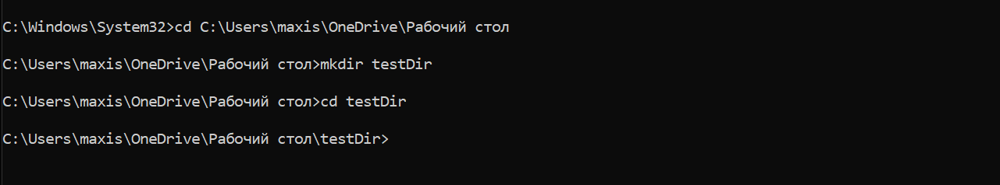 C:\Windows\System32>cd C:\Users\maxis\OneDrive\Рабочий стол
C:\Users\maxis\OneDrive\Рабочий стол>mkdir testDir
C:\Users\maxis\OneDrive\Рабочий стол>cd testDir
C:\Users\maxis\OneDrive\Рабочий стол\testDir>